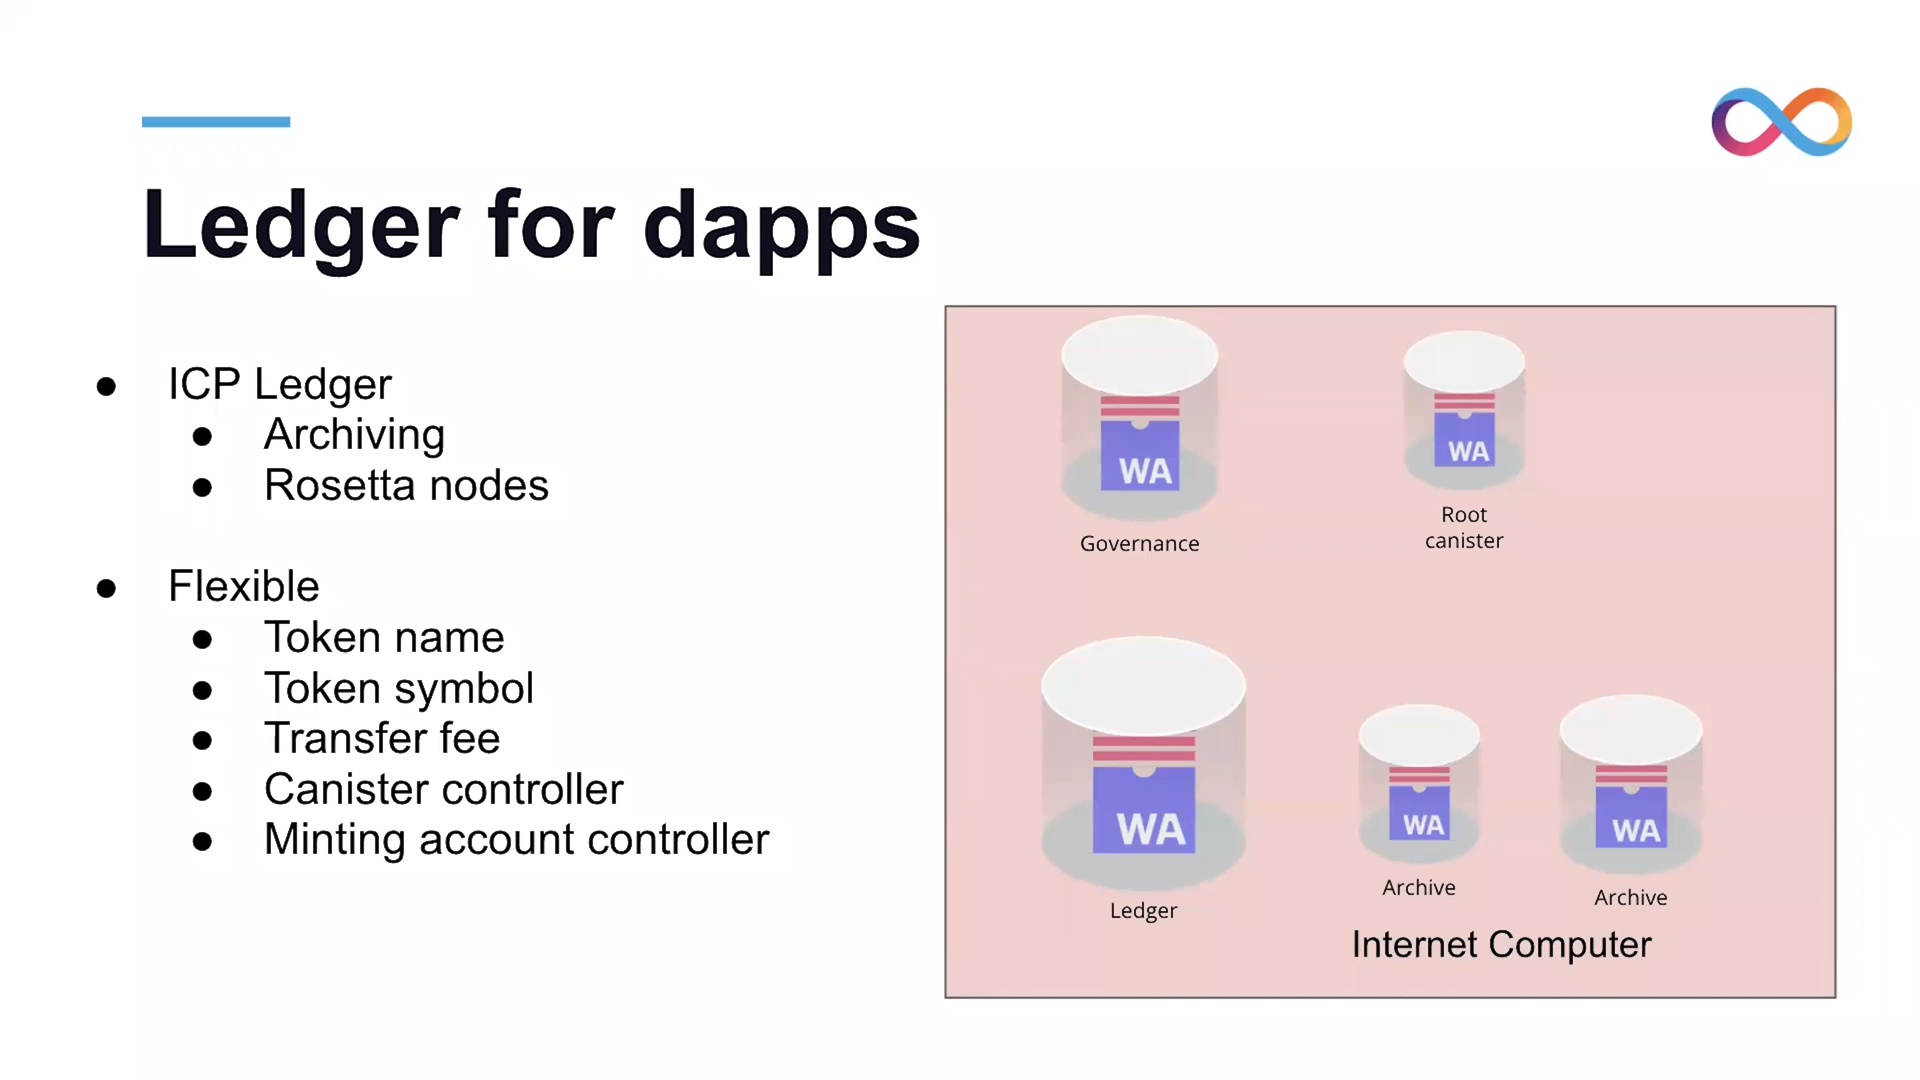 Ledger for dapps
● ICP Ledger
● Archiving
● Rosetta nodes
● Flexible
● Token name
● Token symbol
● Transfer fee
● Canister controller
● Minting account controller
WA
Governance
WA
Root
canister
WA
Ledger
WA
Archive
WA
Archive
Internet Computer